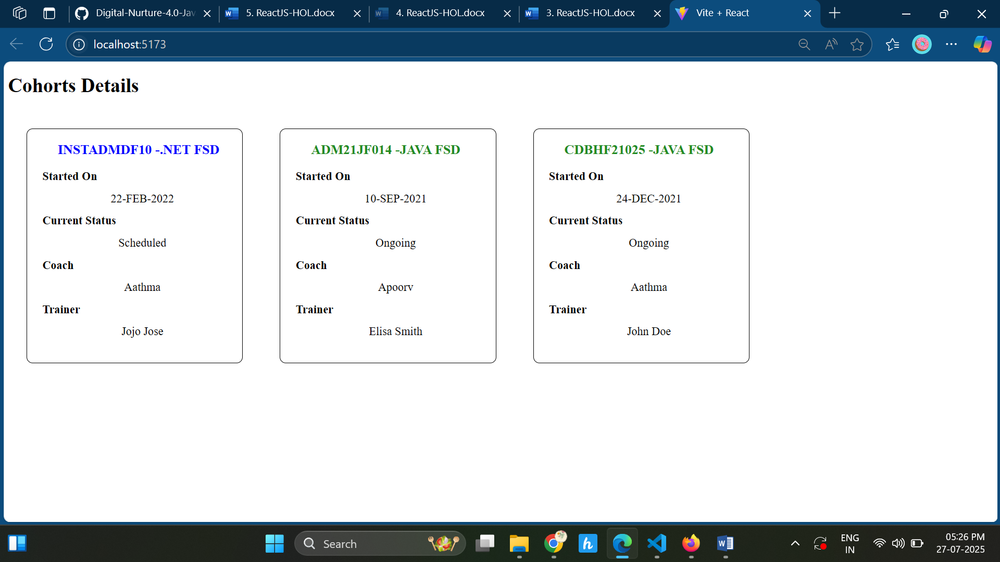 Digital-Nurture-4.0-Jav
5. ReactJS-HOL.docx
4. ReactJS-HOL.docx
3. ReactJS-HOL.docx
Vite + React
localhost:5173
Cohorts Details
INSTADMDF10 -.NET FSD
Started On
22-FEB-2022
Current Status
Scheduled
Coach
Aathma
Trainer
Jojo Jose
ADM21JF014 -JAVA FSD
Started On
10-SEP-2021
Current Status
Ongoing
Coach
Apoorv
Trainer
Elisa Smith
CDBHF21025 -JAVA FSD
Started On
24-DEC-2021
Current Status
Ongoing
Coach
Aathma
Trainer
John Doe
Search
ENG
IN
05:26 PM
27-07-2025